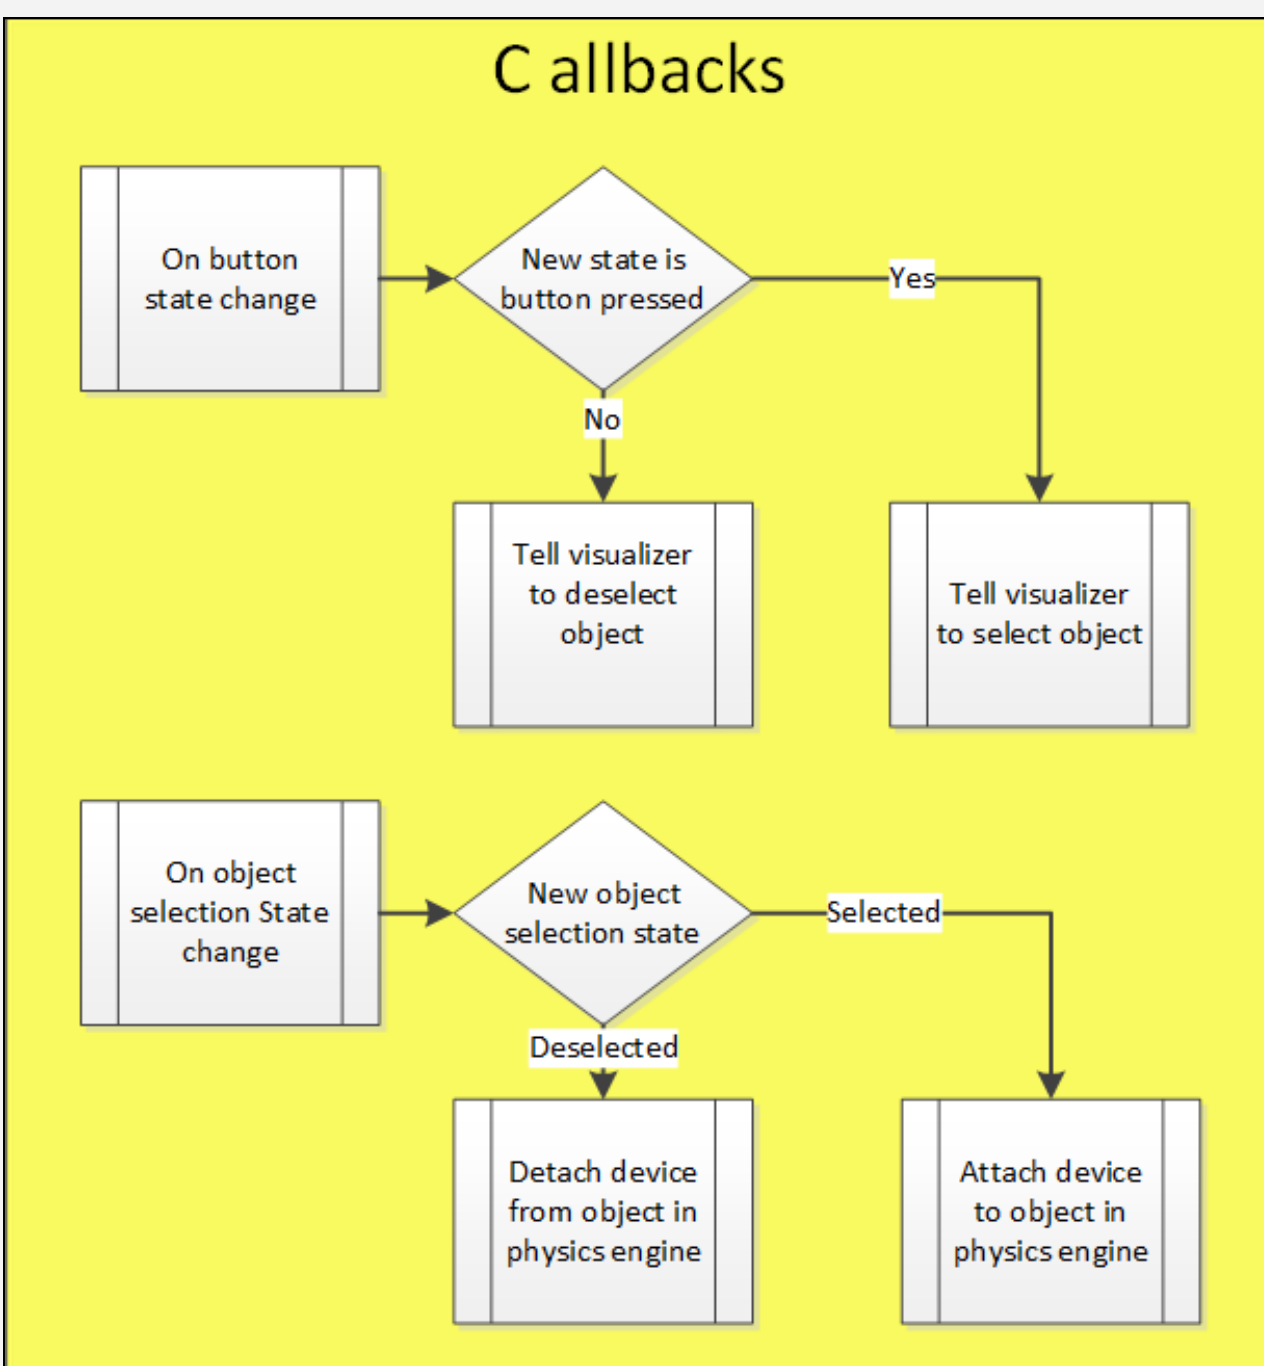 C allbacks
On button
state change
New state is
button pressed
Yes
No
Tell visualizer
to deselect
object
Tell visualizer
to select object
On object
selection State
change
New object
selection state
Selected
Deselected
Detach device
from object in
physics engine
Attach device
to object in
physics engine